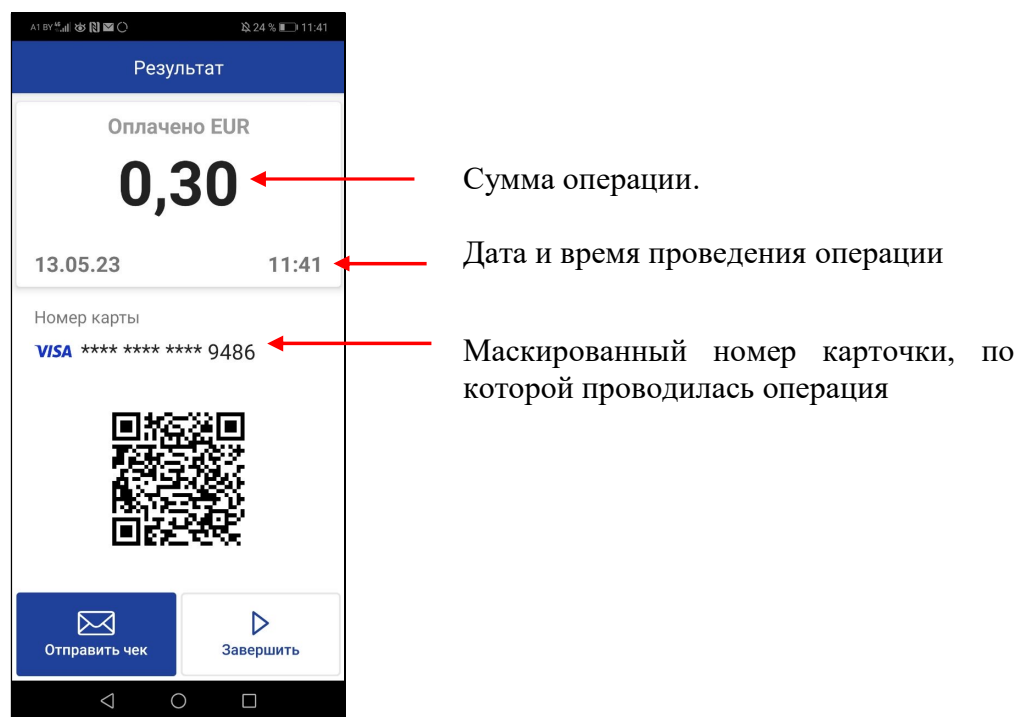 A1 BY 24 % 11:41
Результат
Оплачено EUR
0,30
Сумма операции.
13.05.23 11:41
Дата и время проведения операции
Номер карты
VISA **** **** **** 9486
Маскированный номер карточки, по
которой проводилась операция
Отправить чек
Завершить